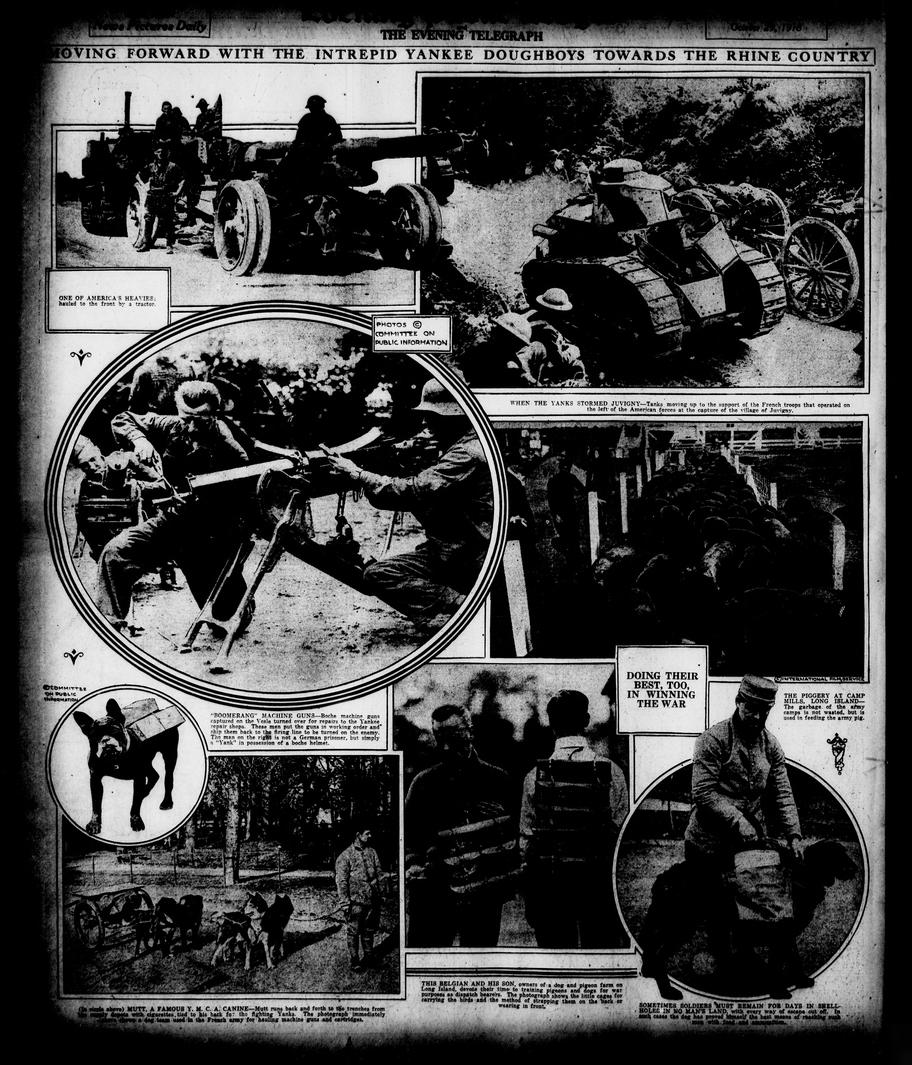 News Pictures Daily
THE EVENING TELEGRAPH
MOVING FORWARD WITH THE INTREPID YANKEE DOUGHBOYS TOWARDS THE RHINE COUNTRY
ONE OF AMERICA'S HEAVIES;
hauled to the front by a tractor.
PHOTOS ©
COMMITTEE ON
PUBLIC INFORMATION
WHEN THE YANKS STORMED JUVIGNY—Tanks moving up to the support of the French troops that operated on
the left of the American forces at the capture of the village of Juvigny.
© INTERNATIONAL FILM SERVICE
DOING THEIR
BEST, TOO,
IN WINNING
THE WAR
THE PIGGERY AT CAMP
MILLS, LONG ISLAND—
The garbage of the army
camps is not wasted, but is
used in feeding the army pig.
© COMMITTEE
ON PUBLIC
INFORMATION
"BOOMERANG" MACHINE GUNS—Boche machine guns
captured on the Vesle turned over for repairs to the Yankee
repair shops. These men put the guns in working order and
ship them back to the firing line to be turned on the enemy.
The man on the right is not a German prisoner, but simply
a "Yank" in possession of a boche helmet.
THIS BELGIAN AND HIS SON, owners of a dog and pigeon farm on
Long Island, devote their time to training pigeons and dogs for war
purposes as dispatch bearers. The photograph shows the little cages for
carrying the birds and the method of strapping them on the back or
wearing in front.
(In circle above) MUTT, A FAMOUS Y. M. C. A. CANINE—Mutt runs back and forth to the trenches from
the supply depots with cigarettes, tied to his back for the fighting Yanks. The photograph immediately
shows a dog team used in the French army for hauling machine guns and cartridges.
SOMETIMES SOLDIERS MUST REMAIN FOR DAYS IN SHELL-
HOLES IN NO MAN'S LAND, with every way of escape cut off. In
such cases the dog has proved himself the best means of reaching such
men with food and ammunition.